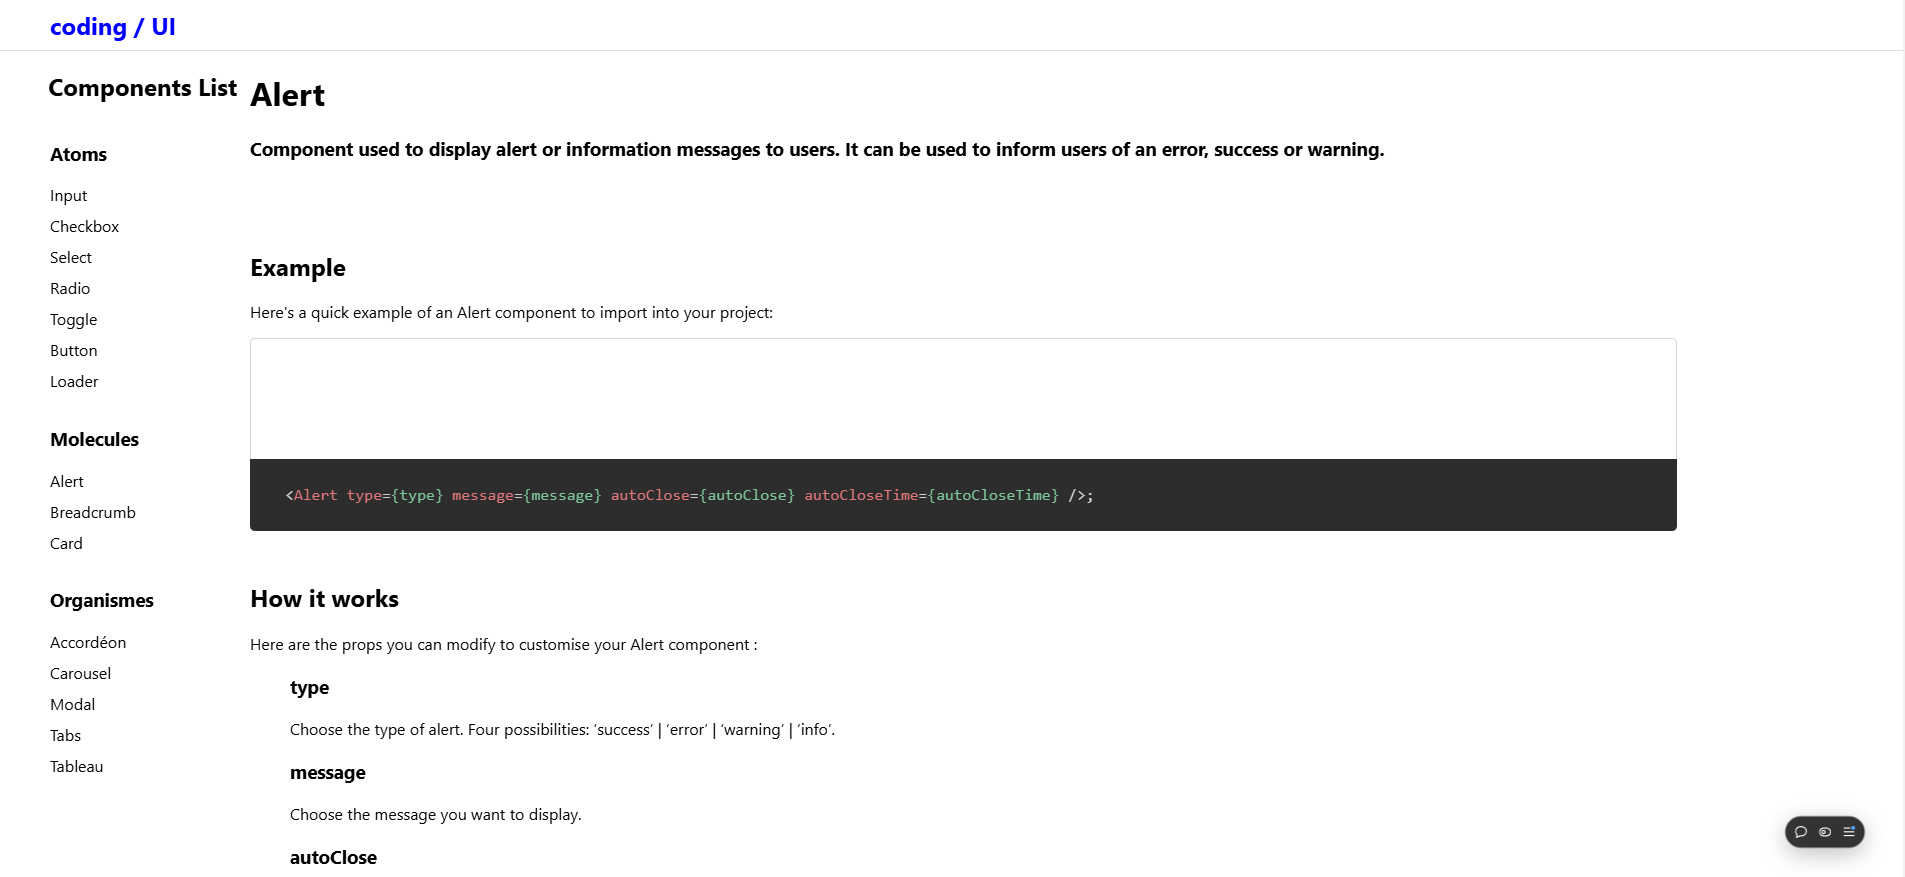 coding / UI
Components List
Atoms
Input
Checkbox
Select
Radio
Toggle
Button
Loader
Molecules
Alert
Breadcrumb
Card
Organismes
Accordéon
Carousel
Modal
Tabs
Tableau
Alert
Component used to display alert or information messages to users. It can be used to inform users of an error, success or warning.
Example
Here's a quick example of an Alert component to import into your project:
<Alert type={type} message={message} autoClose={autoClose} autoCloseTime={autoCloseTime} />;
How it works
Here are the props you can modify to customise your Alert component :
type
Choose the type of alert. Four possibilities: ‘success’ | ‘error’ | ‘warning’ | ‘info’.
message
Choose the message you want to display.
autoClose